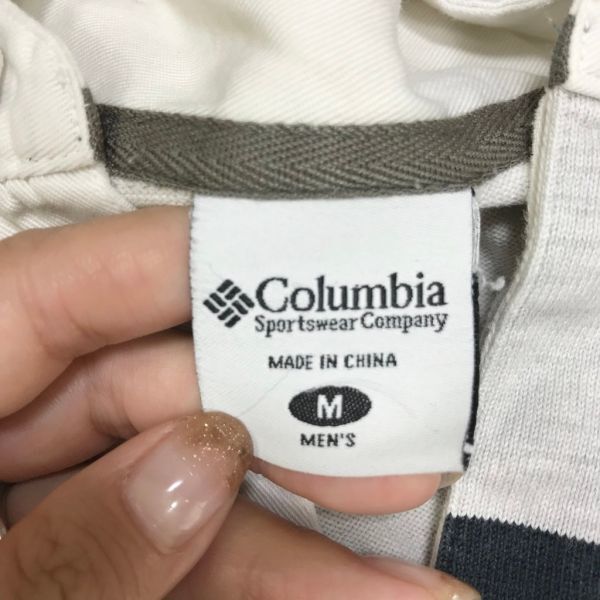 Columbia
Sportswear Company
MADE IN CHINA
M
MEN'S